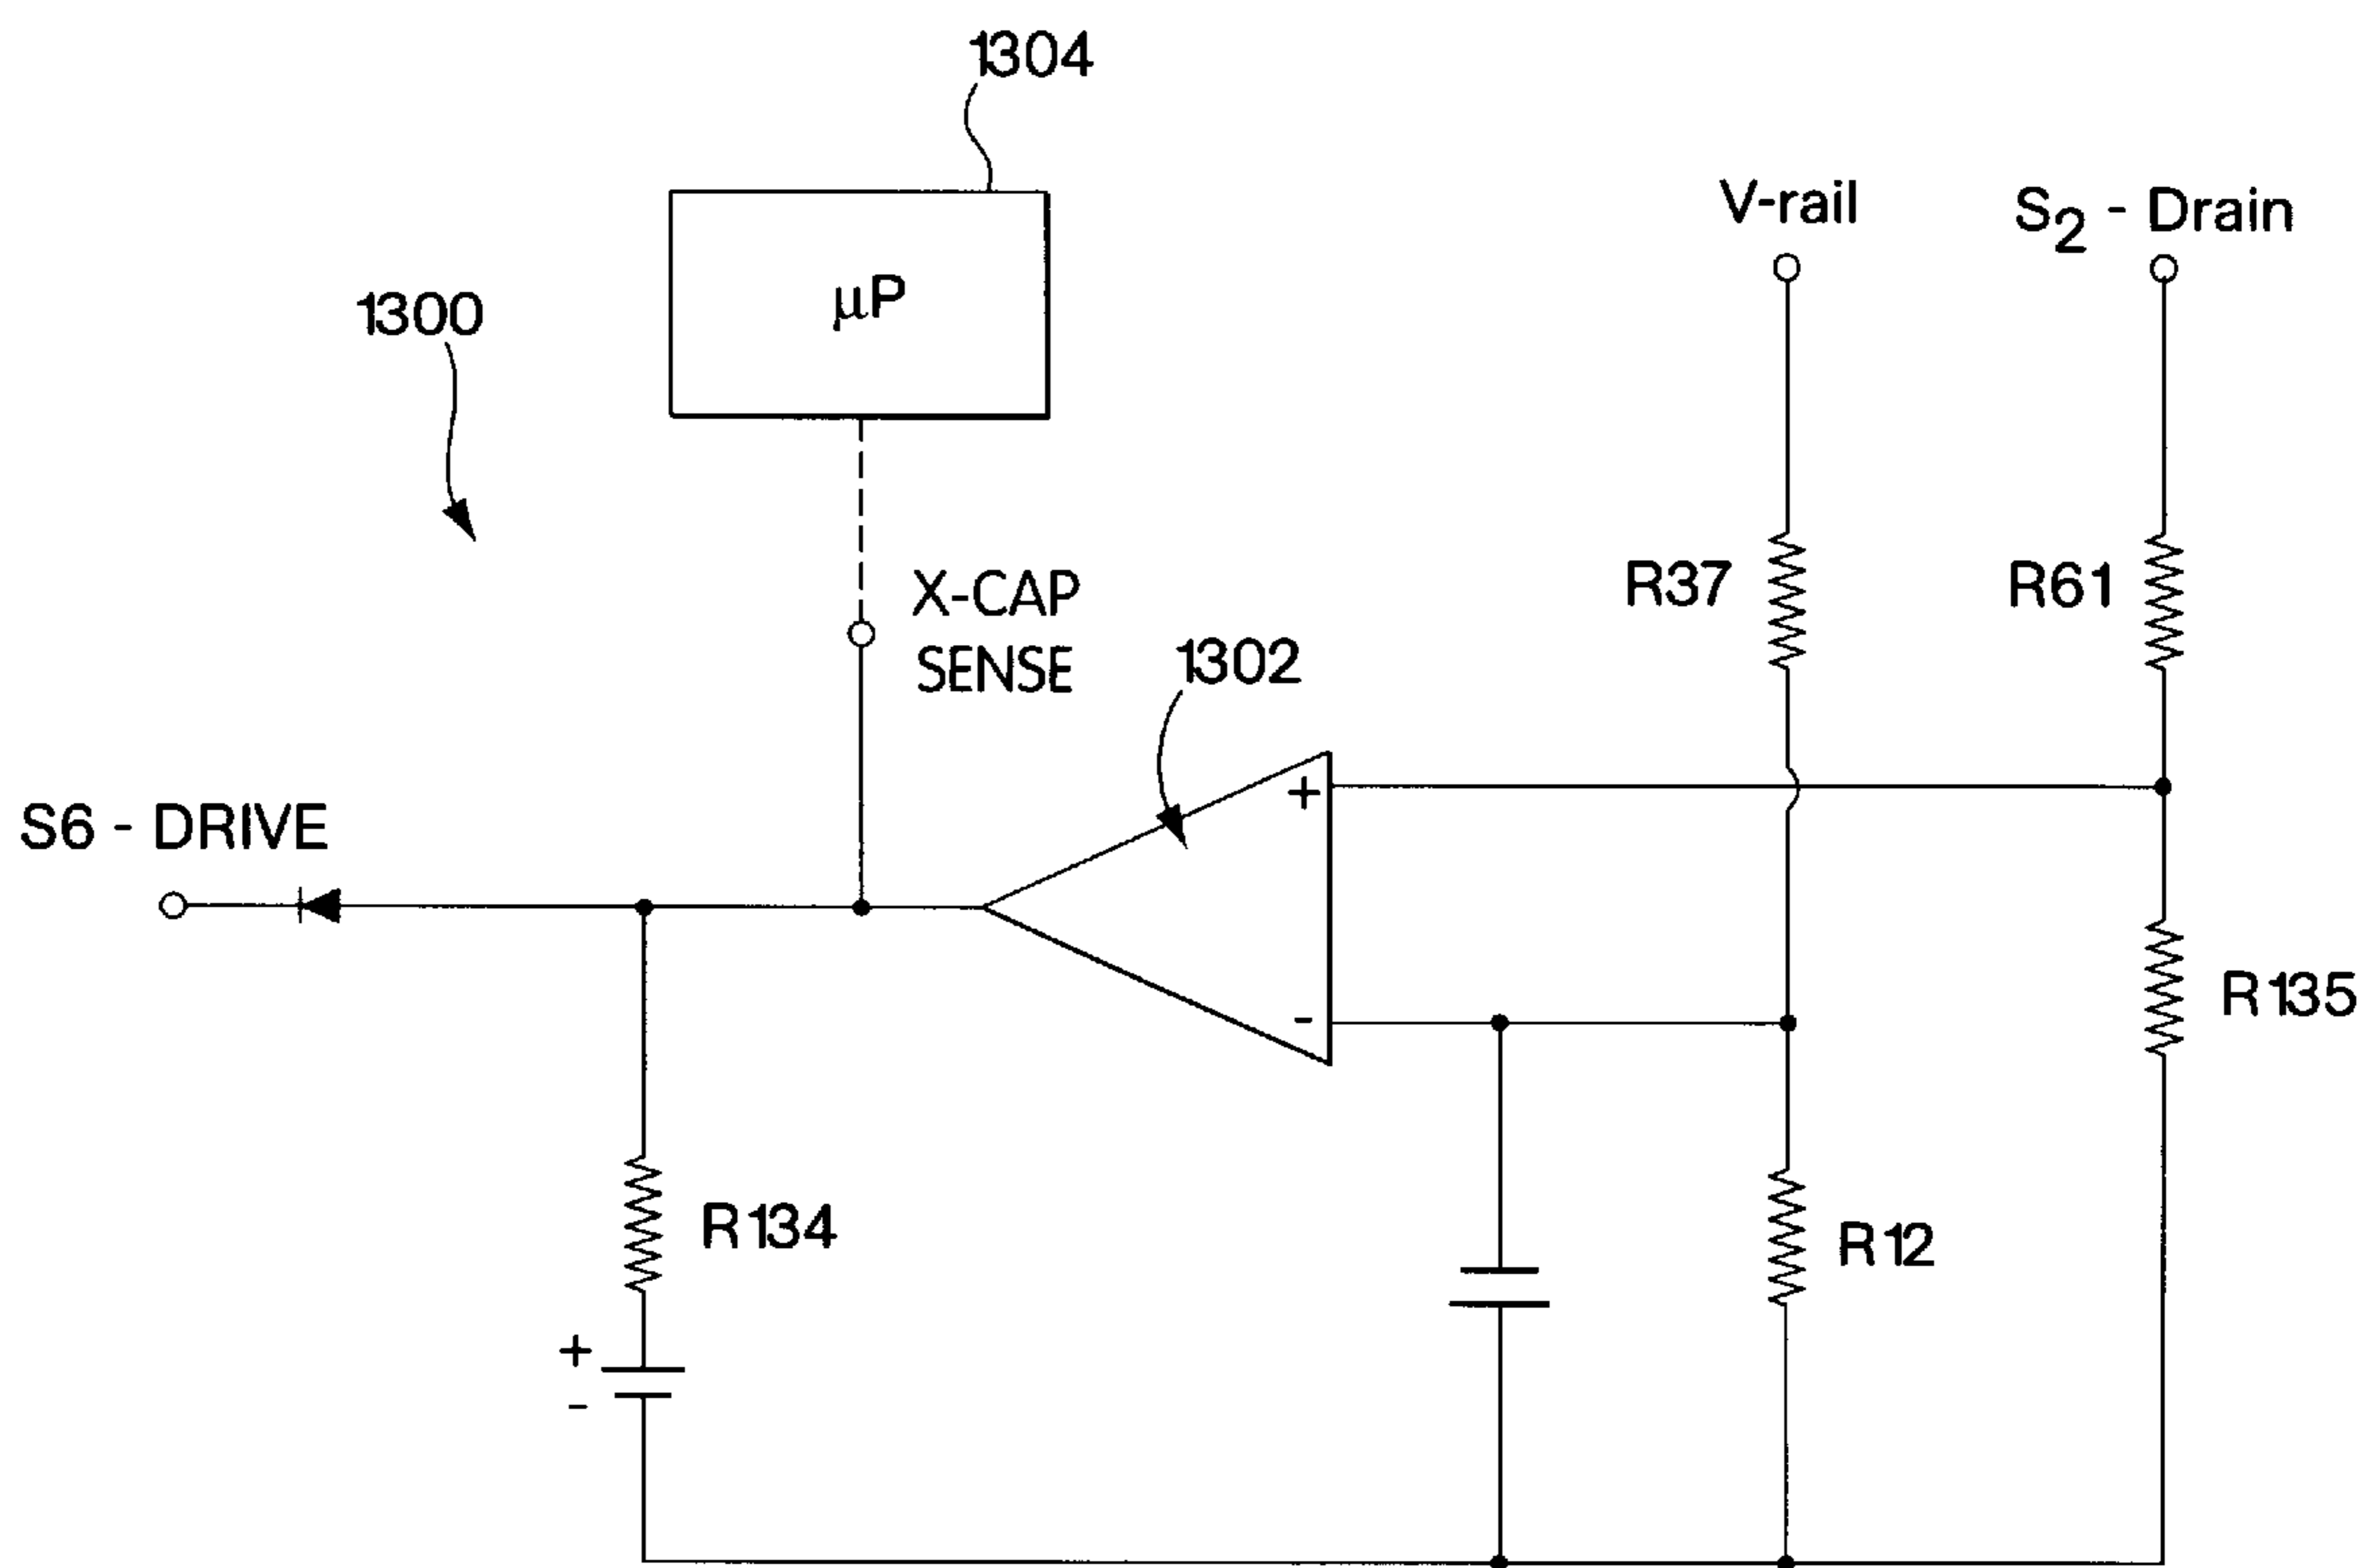 1304
V-rail
S2 - Drain
1300
µP
R37
R61
X-CAP
SENSE
1302
+
S6 - DRIVE
R135
-
R134
R12
+
-